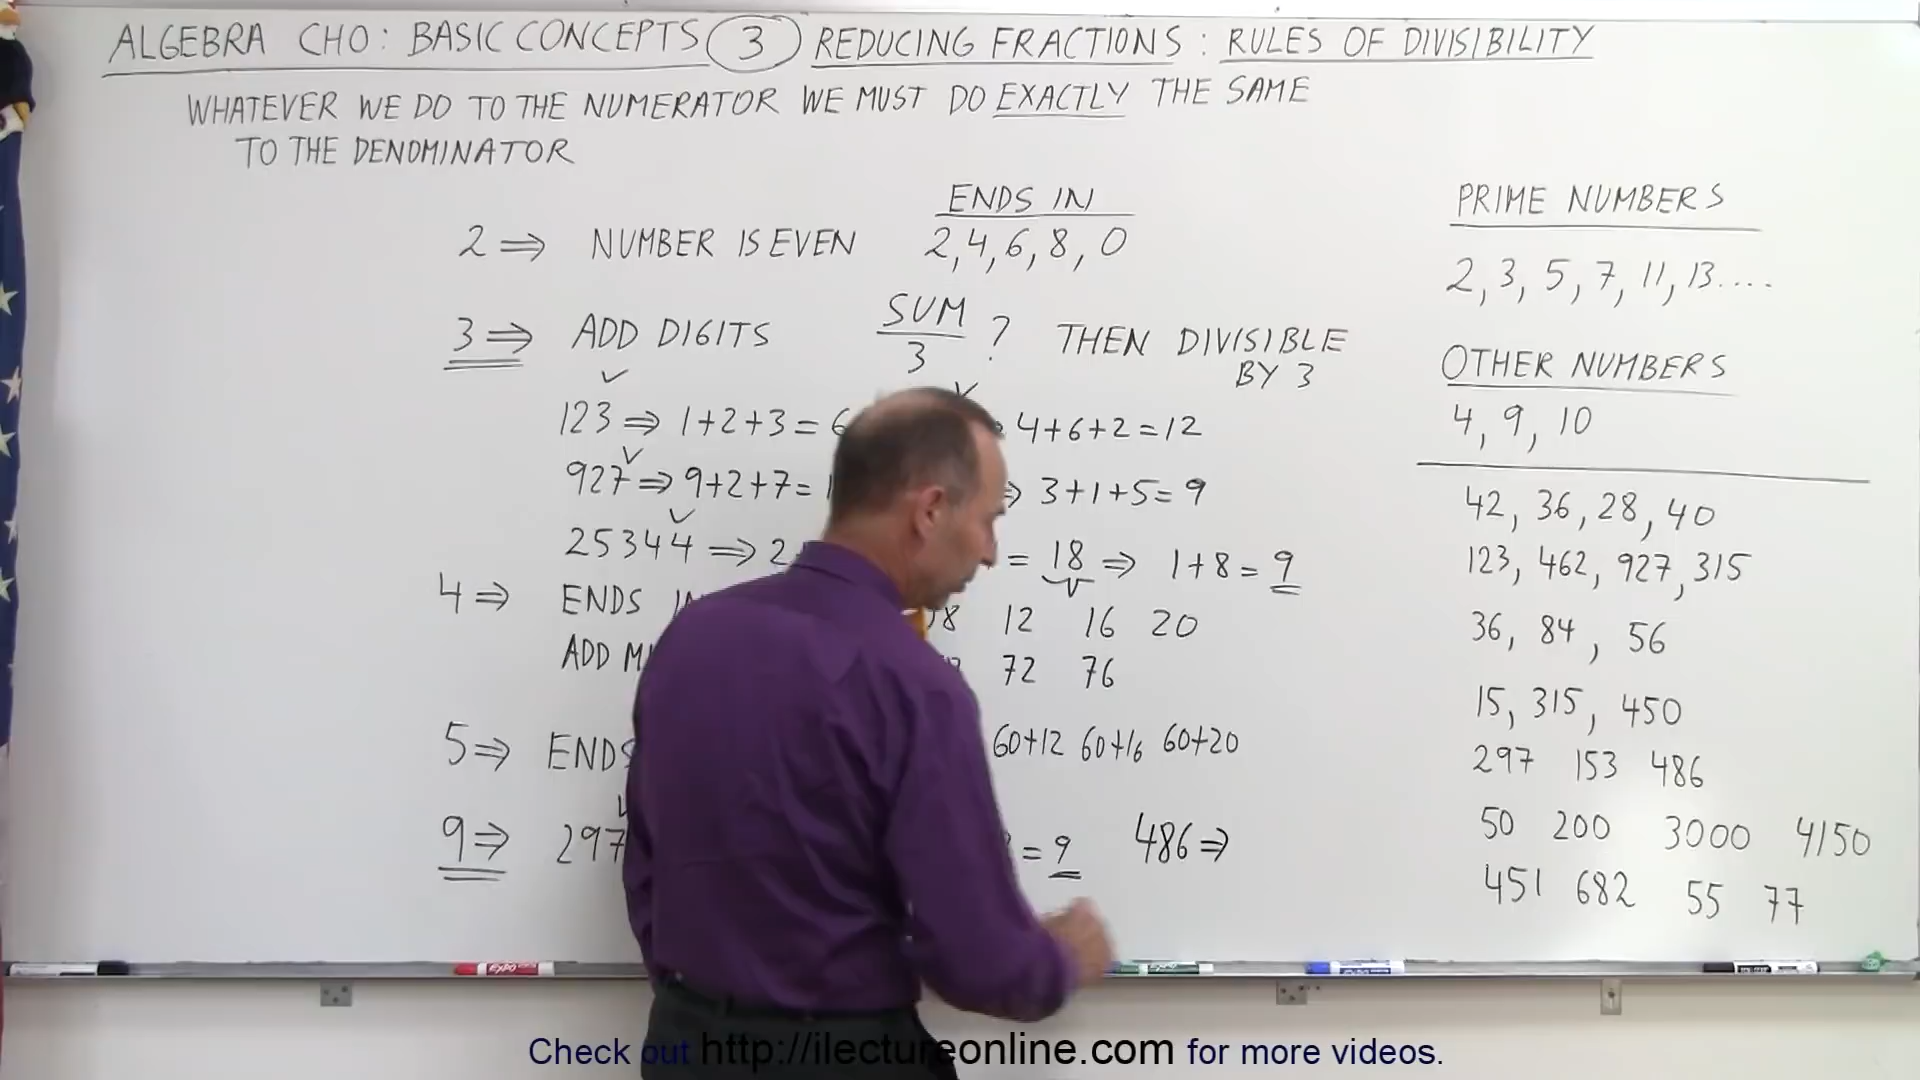 ALGEBRA CHO: BASIC CONCEPTS 3 REDUCING FRACTIONS: RULES OF DIVISIBILITY
WHATEVER WE DO TO THE NUMERATOR WE MUST DO EXACTLY THE SAME
TO THE DENOMINATOR
ENDS IN
2 ⇒ NUMBER IS EVEN 2, 4, 6, 8, 0
3 ⇒ ADD DIGITS SUM/3 ? THEN DIVISIBLE
BY 3
123 ⇒ 1+2+3 = 6 4+6+2 = 12
927 ⇒ 9+2+7 = ⇒ 3+1+5 = 9
25344 ⇒ 2 = 18 ⇒ 1+8 = 9
4 ⇒ ENDS 12 16 20
ADD 72 76
60+12 60+16 60+20
5 ⇒ ENDS
9 ⇒ 297 = 9 486 ⇒
PRIME NUMBERS
2, 3, 5, 7, 11, 13....
OTHER NUMBERS
4, 9, 10
42, 36, 28, 40
123, 462, 927, 315
36, 84, 56
15, 315, 450
297 153 486
50 200 3000 4150
451 682 55 77
EXPO
Check out http://ilectureonline.com for more videos.